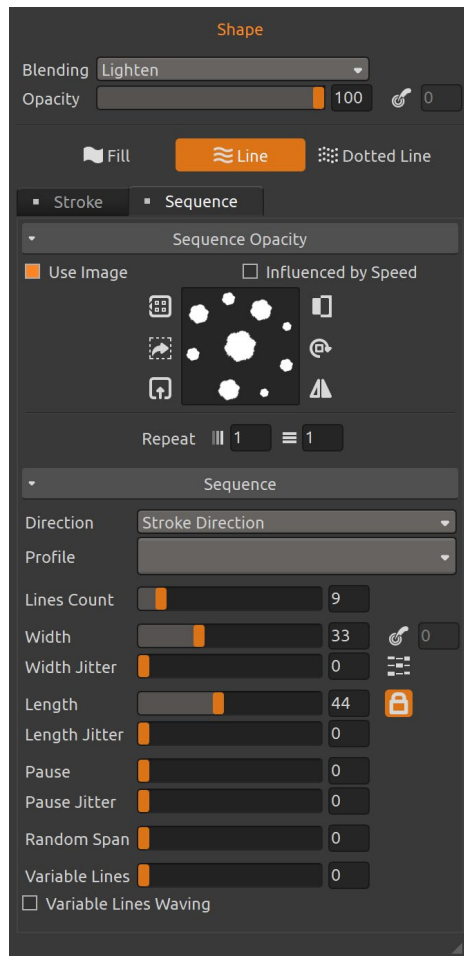 Shape
Blending Lighten
Opacity 100 0
Fill Line Dotted Line
Stroke Sequence
Sequence Opacity
Use Image Influenced by Speed
Repeat 1 1
Sequence
Direction Stroke Direction
Profile
Lines Count 9
Width 33 0
Width Jitter 0
Length 44
Length Jitter 0
Pause 0
Pause Jitter 0
Random Span 0
Variable Lines 0
Variable Lines Waving